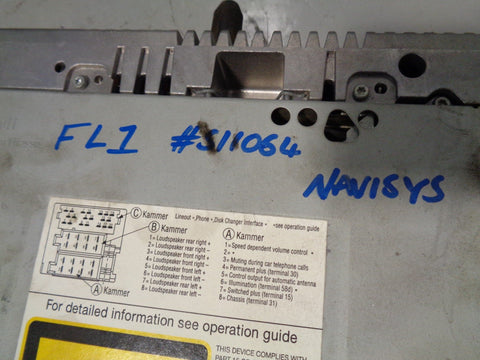 FL1 #S11064
NAVISYS
C Kammer Lineout - Phone - Disk Changer Interface - *see operation guide
B Kammer
1= Loudspeaker rear right +
2= Loudspeaker rear right -
3= Loudspeaker front right +
4= Loudspeaker front right -
5= Loudspeaker front left +
6= Loudspeaker front left -
7= Loudspeaker rear left +
8= Loudspeaker rear left -
A Kammer
1= Speed dependent volume control *
2= *
3= Muting during car telephone calls
4= Permanent plus (terminal 30)
5= Control output for automatic antenna
6= Illumination (terminal 58d) *
7= Switched plus (terminal 15)
8= Chassis (terminal 31)
A Kammer
For detailed information see operation guide
THIS DEVICE COMPLIES WITH